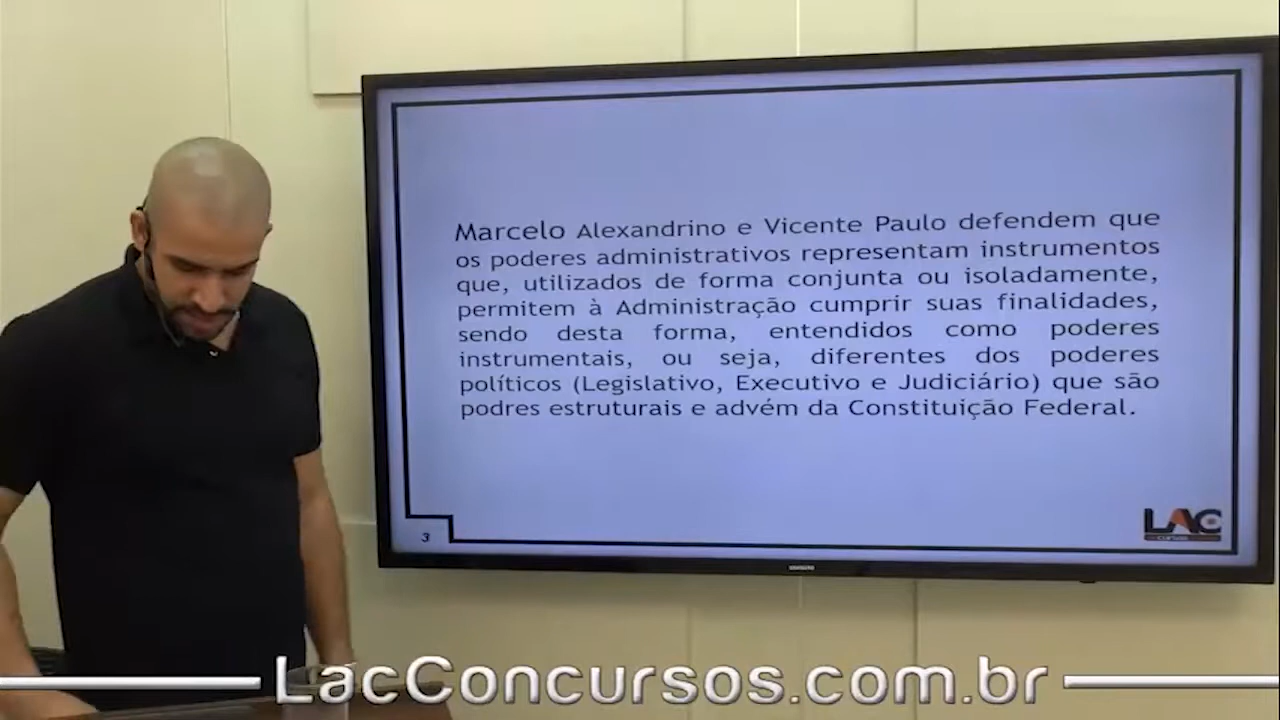 Marcelo Alexandrino e Vicente Paulo defendem que
os poderes administrativos representam instrumentos
que, utilizados de forma conjunta ou isoladamente,
permitem à Administração cumprir suas finalidades,
sendo desta forma, entendidos como poderes
instrumentais, ou seja, diferentes dos poderes
políticos (Legislativo, Executivo e Judiciário) que são
podres estruturais e advém da Constituição Federal.
3
LAC
CURSOS
SAMSUNG
LacConcursos.com.br